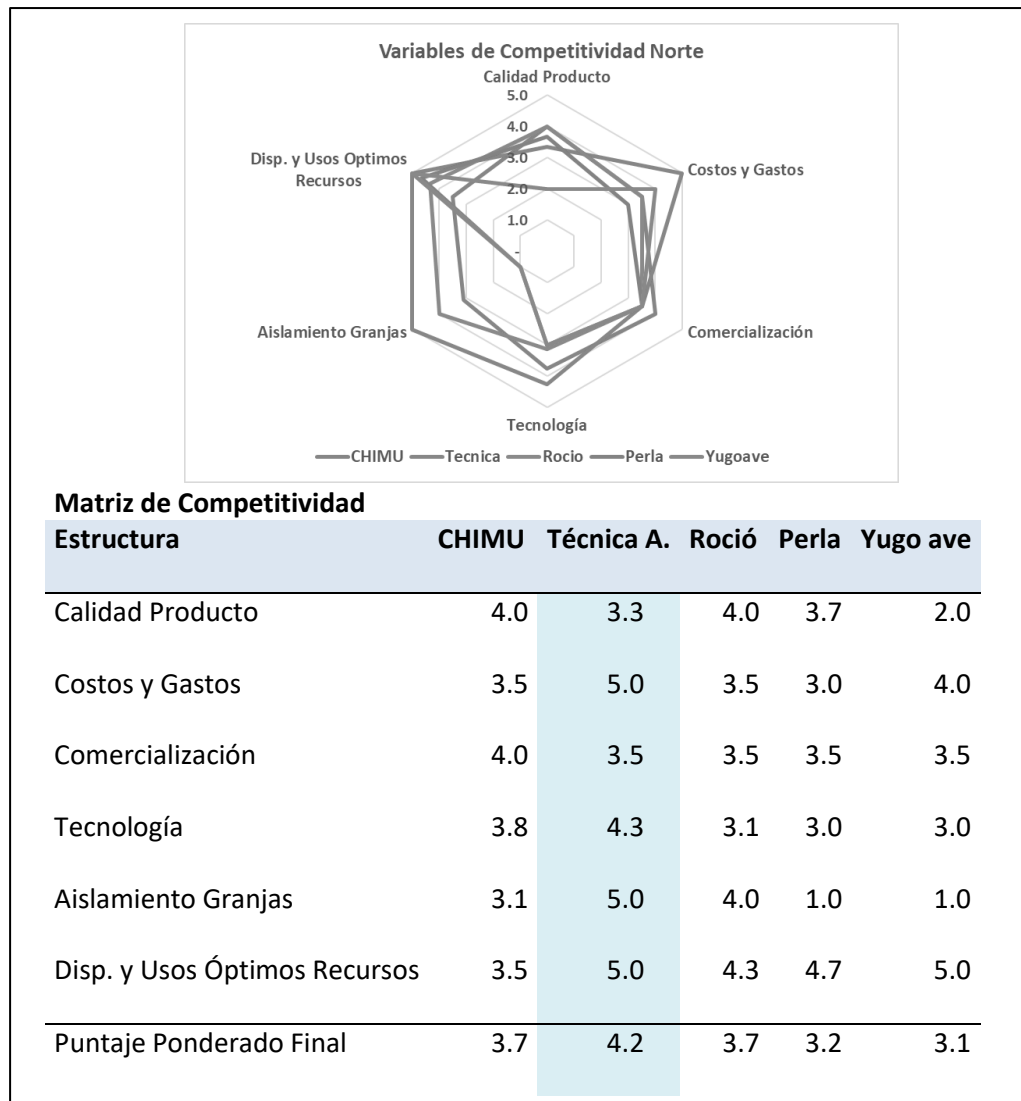 Variables de Competitividad Norte
Calidad Producto
5.0
4.0
3.0
2.0
1.0
-
Disp. y Usos Optimos
Recursos
Costos y Gastos
Aislamiento Granjas
Comercialización
Tecnología
CHIMU Tecnica Rocio Perla Yugoave
Matriz de Competitividad
Estructura CHIMU Técnica A. Roció Perla Yugo ave
Calidad Producto 4.0 3.3 4.0 3.7 2.0
Costos y Gastos 3.5 5.0 3.5 3.0 4.0
Comercialización 4.0 3.5 3.5 3.5 3.5
Tecnología 3.8 4.3 3.1 3.0 3.0
Aislamiento Granjas 3.1 5.0 4.0 1.0 1.0
Disp. y Usos Óptimos Recursos 3.5 5.0 4.3 4.7 5.0
Puntaje Ponderado Final 3.7 4.2 3.7 3.2 3.1